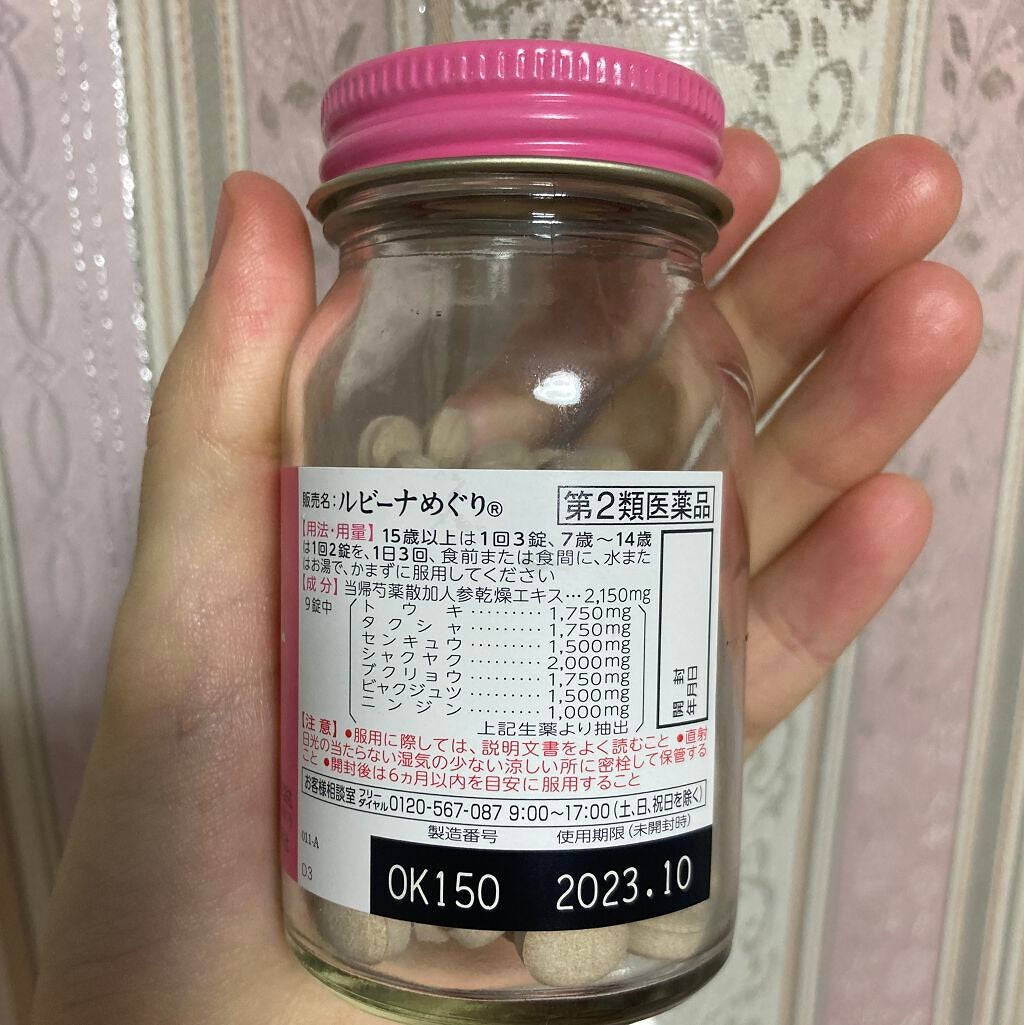 販売名:ルビーナめぐり®
第2類医薬品
【用法・用量】15歳以上は1回3錠、7歳～14歳
は1回2錠を、1日3回、食前または食間に、水また
はお湯で、かまずに服用してください
【成分】当帰芍薬散加人参乾燥エキス…2,150mg
9錠中
トウキ………1,750mg
タクシャ………1,750mg
センキュウ………1,500mg
シャクヤク………2,000mg
ブクリョウ………1,750mg
ビャクジュツ………1,500mg
ニンジン………1,000mg
上記生薬より抽出
開封年月日
【注意】●服用に際しては、説明文書をよく読むこと ●直射
日光の当たらない湿気の少ない涼しい所に密栓して保管する
こと ●開封後は6ヵ月以内を目安に服用すること
お客様相談室 フリーダイヤル 0120-567-087 9:00～17:00(土、日、祝日を除く)
製造番号 使用期限(未開封時)
011-A
D3
OK150 2023.10